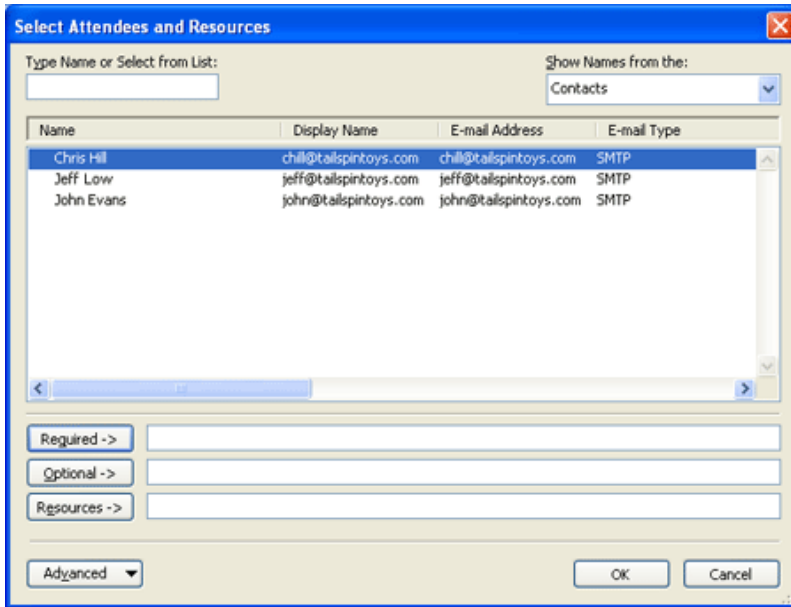 Select Attendees and Resources
Type Name or Select from List:
Show Names from the:
Contacts
Name Display Name E-mail Address E-mail Type
Chris Hill chill@tailspintoys.com chill@tailspintoys.com SMTP
Jeff Low jeff@tailspintoys.com jeff@tailspintoys.com SMTP
John Evans john@tailspintoys.com john@tailspintoys.com SMTP
Required ->
Optional ->
Resources ->
Advanced
OK
Cancel